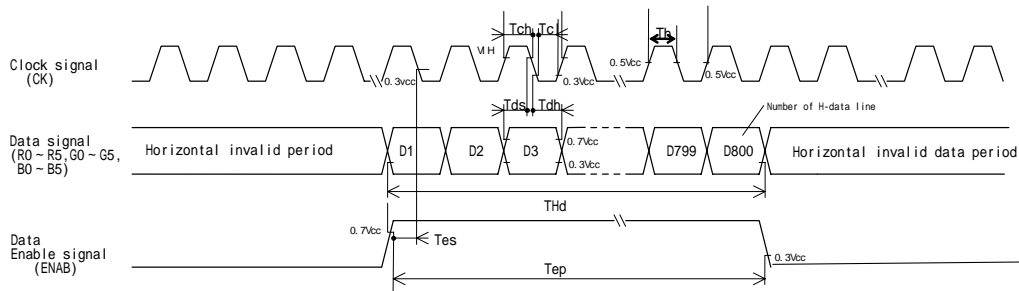 Tch Tcl
VIH
Th
Clock signal
(CK)
0.3vcc
0.3Vcc
0.5Vcc
0.5Vcc
Tds Tdh
Number of H-data line
Data signal
(R0~R5,G0~G5,
B0~B5)
Horizontal invalid period
D1
D2
D3
0.7Vcc
0.3Vcc
D799
D800
Horizontal invalid data period
THd
Data
Enable signal
(ENAB)
0.7Vcc
Tes
Tep
0.3Vcc